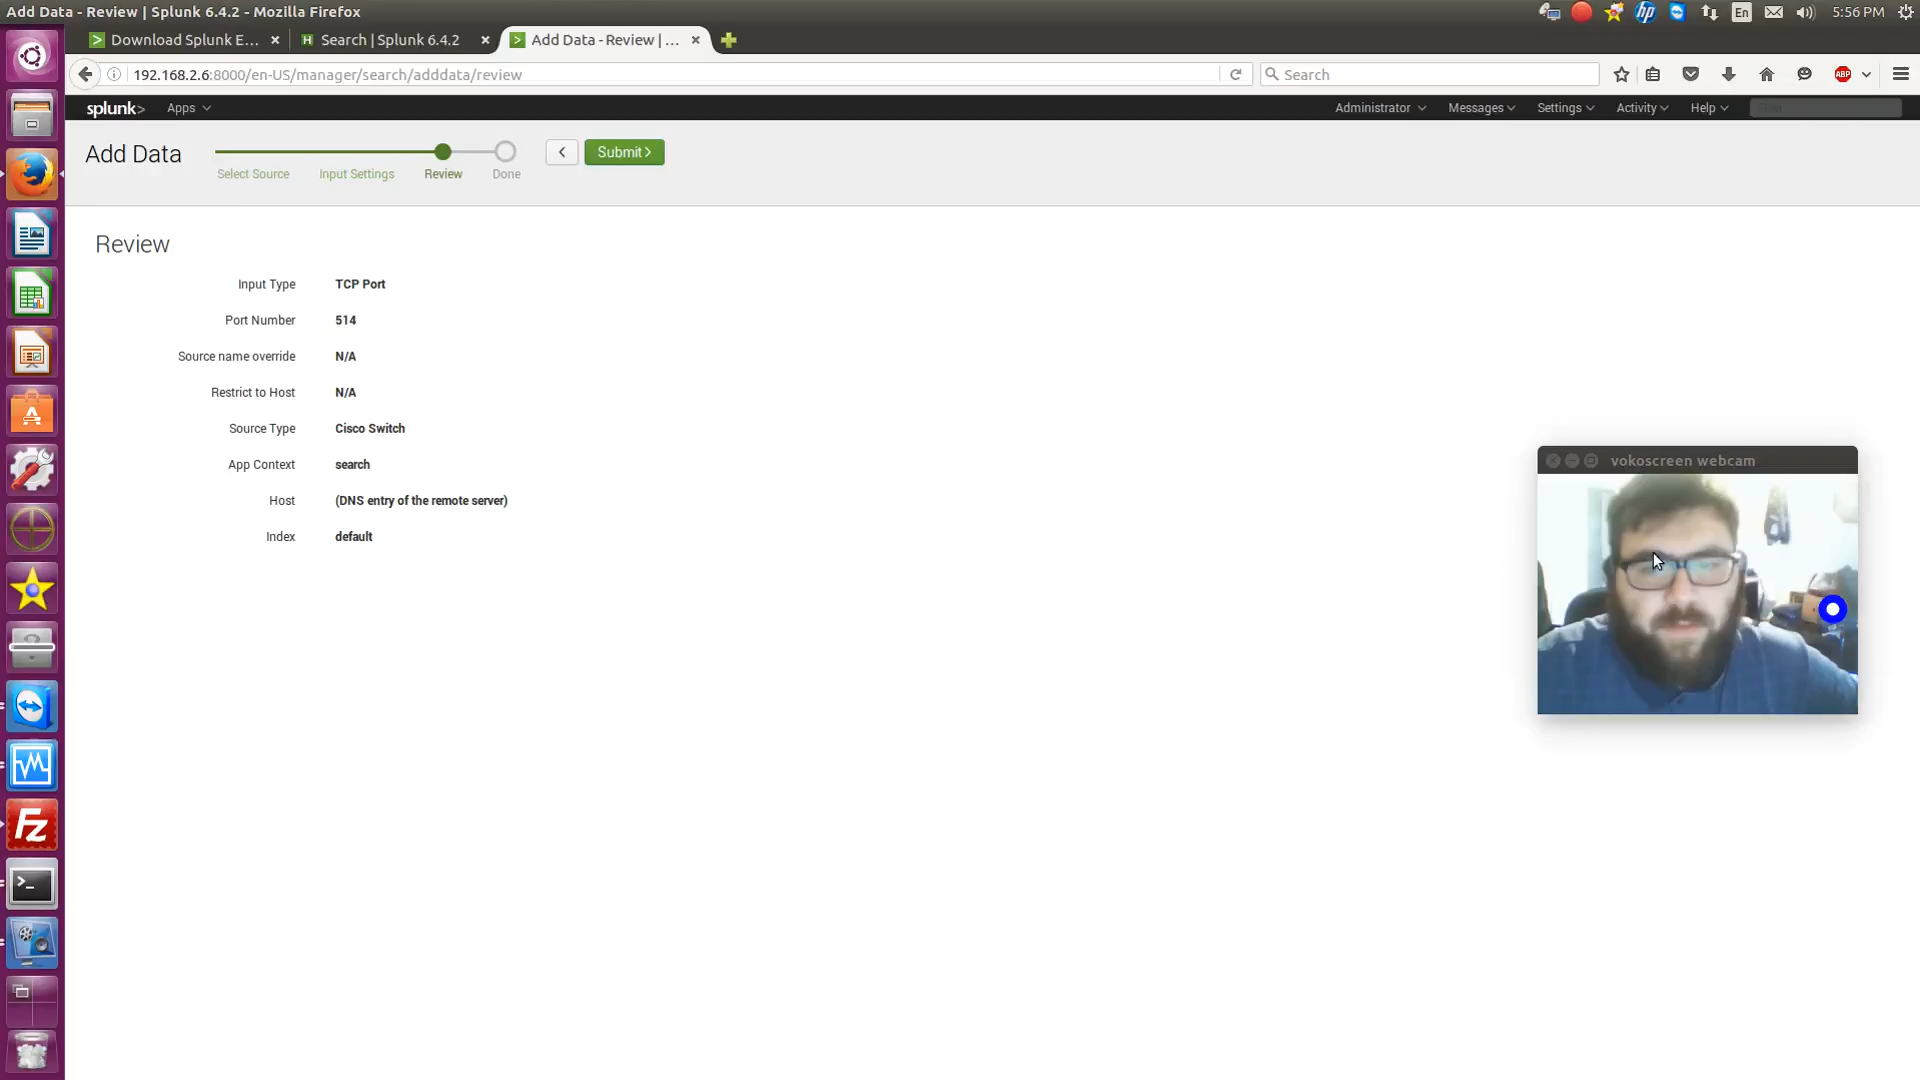 Add Data - Review | Splunk 6.4.2 - Mozilla Firefox
En
5:56 PM
Download Splunk E...
Search | Splunk 6.4.2
Add Data - Review | ...
192.168.2.6:8000/en-US/manager/search/adddata/review
Search
ABP
splunk>
Apps
Administrator
Messages
Settings
Activity
Help
Add Data
Select Source
Input Settings
Review
Done
<
Submit >
Review
Input Type TCP Port
Port Number 514
Source name override N/A
Restrict to Host N/A
Source Type Cisco Switch
App Context search
Host (DNS entry of the remote server)
Index default
vokoscreen webcam